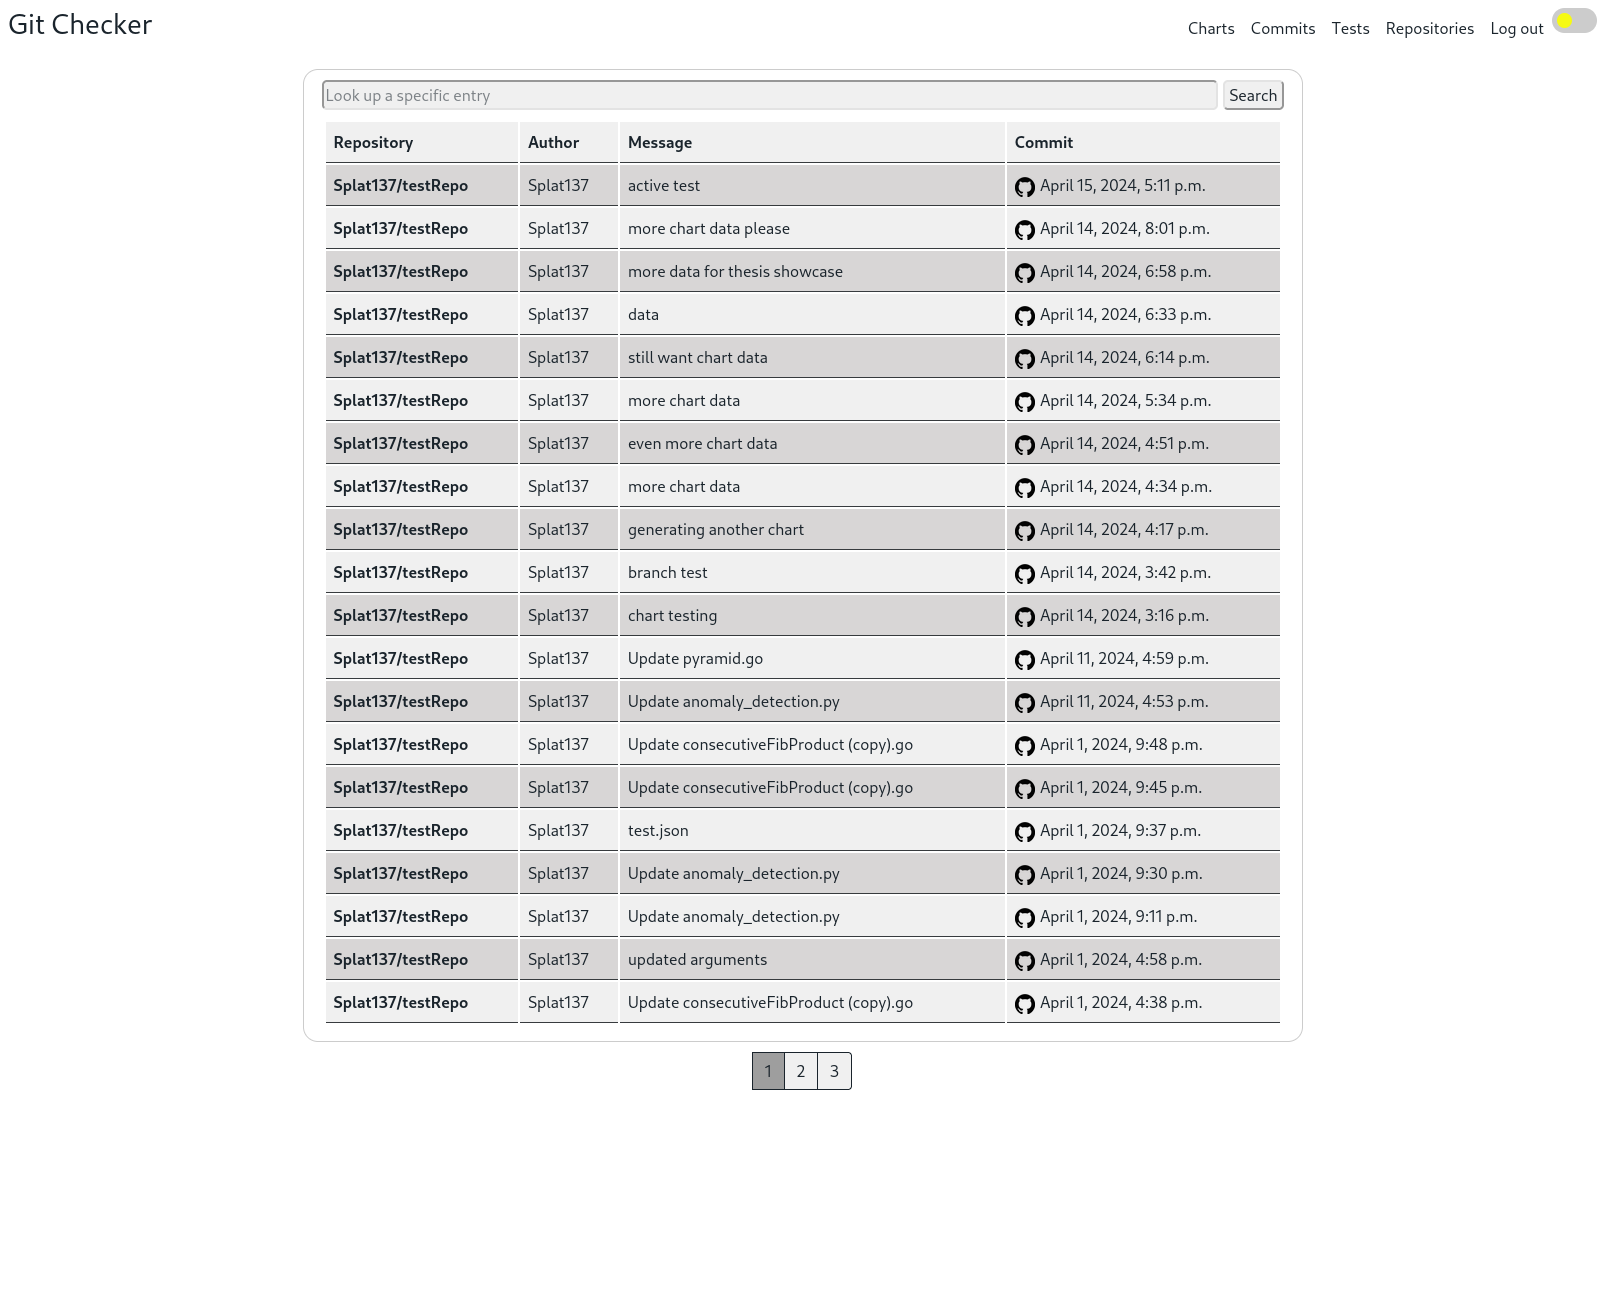 Git Checker
Charts Commits Tests Repositories Log out
Look up a specific entry Search
Repository Author Message Commit
Splat137/testRepo Splat137 active test April 15, 2024, 5:11 p.m.
Splat137/testRepo Splat137 more chart data please April 14, 2024, 8:01 p.m.
Splat137/testRepo Splat137 more data for thesis showcase April 14, 2024, 6:58 p.m.
Splat137/testRepo Splat137 data April 14, 2024, 6:33 p.m.
Splat137/testRepo Splat137 still want chart data April 14, 2024, 6:14 p.m.
Splat137/testRepo Splat137 more chart data April 14, 2024, 5:34 p.m.
Splat137/testRepo Splat137 even more chart data April 14, 2024, 4:51 p.m.
Splat137/testRepo Splat137 more chart data April 14, 2024, 4:34 p.m.
Splat137/testRepo Splat137 generating another chart April 14, 2024, 4:17 p.m.
Splat137/testRepo Splat137 branch test April 14, 2024, 3:42 p.m.
Splat137/testRepo Splat137 chart testing April 14, 2024, 3:16 p.m.
Splat137/testRepo Splat137 Update pyramid.go April 11, 2024, 4:59 p.m.
Splat137/testRepo Splat137 Update anomaly_detection.py April 11, 2024, 4:53 p.m.
Splat137/testRepo Splat137 Update consecutiveFibProduct (copy).go April 1, 2024, 9:48 p.m.
Splat137/testRepo Splat137 Update consecutiveFibProduct (copy).go April 1, 2024, 9:45 p.m.
Splat137/testRepo Splat137 test.json April 1, 2024, 9:37 p.m.
Splat137/testRepo Splat137 Update anomaly_detection.py April 1, 2024, 9:30 p.m.
Splat137/testRepo Splat137 Update anomaly_detection.py April 1, 2024, 9:11 p.m.
Splat137/testRepo Splat137 updated arguments April 1, 2024, 4:58 p.m.
Splat137/testRepo Splat137 Update consecutiveFibProduct (copy).go April 1, 2024, 4:38 p.m.
1 2 3